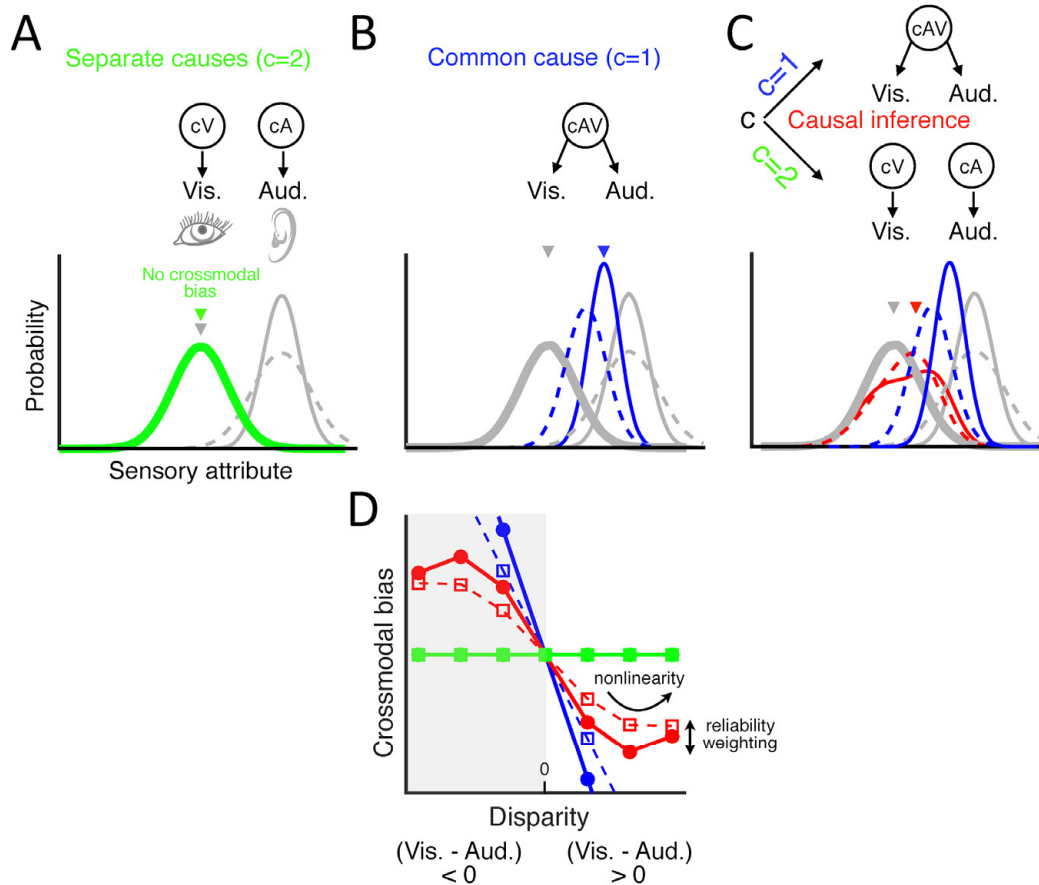 A
Separate causes (c=2)
cV
cA
Vis.
Aud.
No crossmodal
bias
Probability
Sensory attribute
B
Common cause (c=1)
cAV
Vis.
Aud.
C
cAV
c=1
Vis.
Aud.
C
Causal inference
c=2
cV
cA
Vis.
Aud.
D
Crossmodal bias
nonlinearity
reliability
weighting
0
Disparity
(Vis. - Aud.)
< 0
(Vis. - Aud.)
> 0